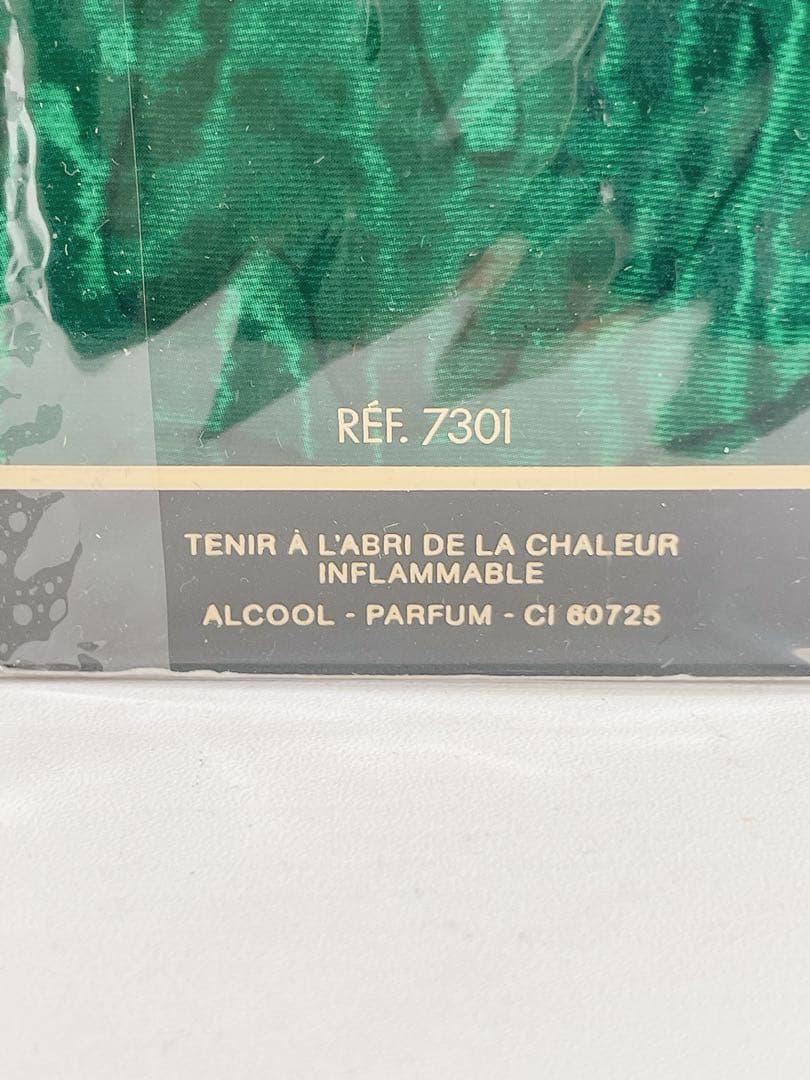 RÉF. 7301
TENIR À L'ABRI DE LA CHALEUR
INFLAMMABLE
ALCOOL - PARFUM - CI 60725